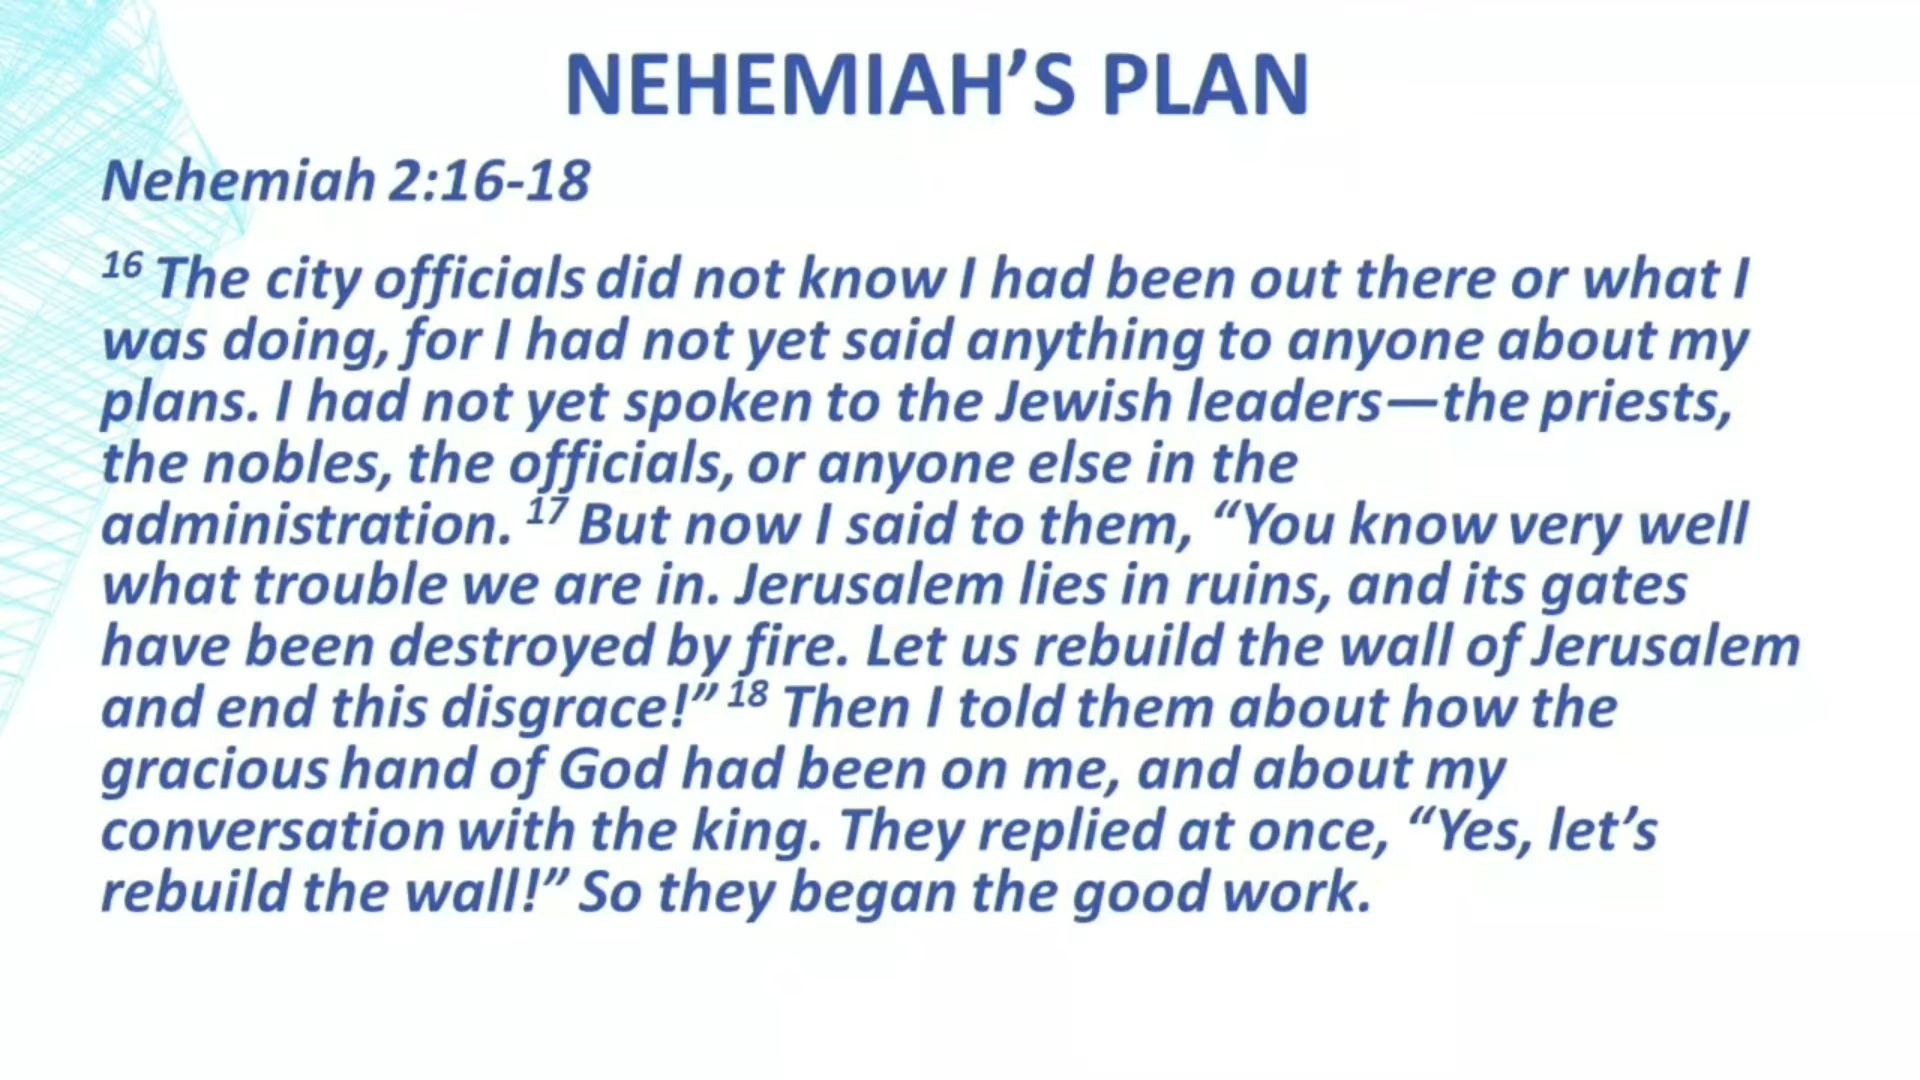 NEHEMIAH’S PLAN
Nehemiah 2:16-18
16 The city officials did not know I had been out there or what I
was doing, for I had not yet said anything to anyone about my
plans. I had not yet spoken to the Jewish leaders—the priests,
the nobles, the officials, or anyone else in the
administration. 17 But now I said to them, “You know very well
what trouble we are in. Jerusalem lies in ruins, and its gates
have been destroyed by fire. Let us rebuild the wall of Jerusalem
and end this disgrace!” 18 Then I told them about how the
gracious hand of God had been on me, and about my
conversation with the king. They replied at once, “Yes, let’s
rebuild the wall!” So they began the good work.